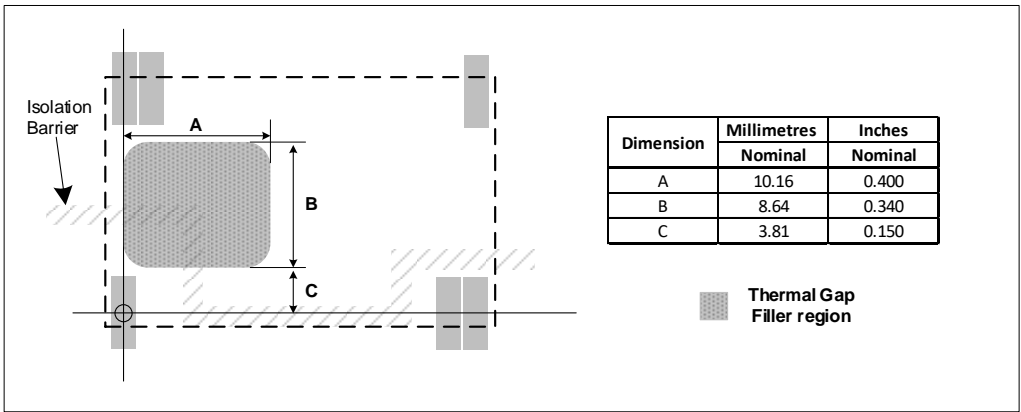 Isolation
Barrier
A
B
C
Dimension Millimetres Inches
Nominal Nominal
A 10.16 0.400
B 8.64 0.340
C 3.81 0.150
Thermal Gap
Filler region